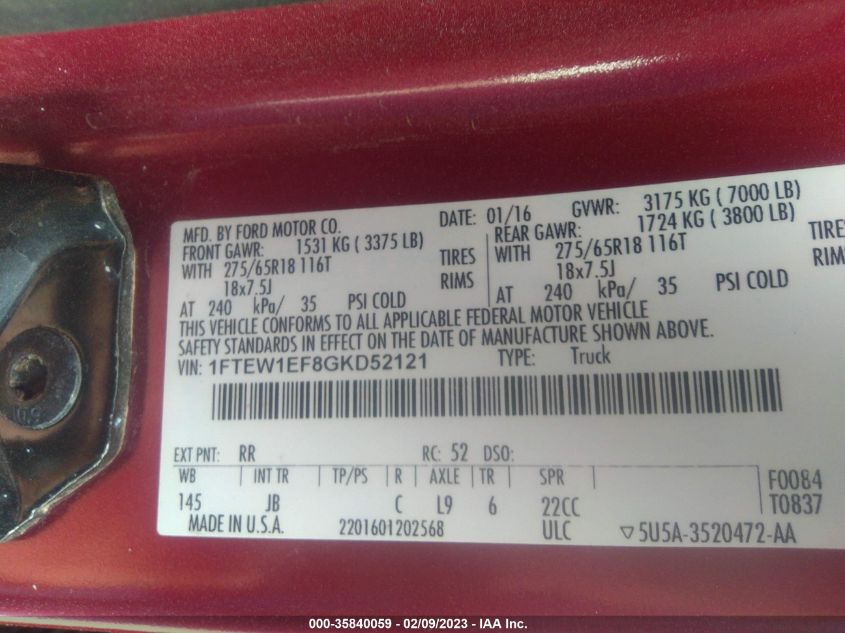 MFD. BY FORD MOTOR CO. DATE: 01/16 GVWR: 3175 KG ( 7000 LB)
FRONT GAWR: 1531 KG ( 3375 LB) REAR GAWR: 1724 KG ( 3800 LB)
WITH 275/65R18 116T TIRES WITH 275/65R18 116T TIRES
18x7.5J RIMS 18x7.5J RIMS
AT 240 kPa/ 35 PSI COLD AT 240 kPa/ 35 PSI COLD
THIS VEHICLE CONFORMS TO ALL APPLICABLE FEDERAL MOTOR VEHICLE
SAFETY STANDARDS IN EFFECT ON THE DATE OF MANUFACTURE SHOWN ABOVE.
VIN: 1FTEW1EF8GKD52121 TYPE: Truck
EXT PNT: RR RC: 52 DSO:
WB INT TR TP/PS R AXLE TR SPR F0084
145 JB C L9 6 22CC T0837
MADE IN U.S.A. 2201601202568 ULC ▽5U5A-3520472-AA
000-35840059 - 02/09/2023 - IAA Inc.